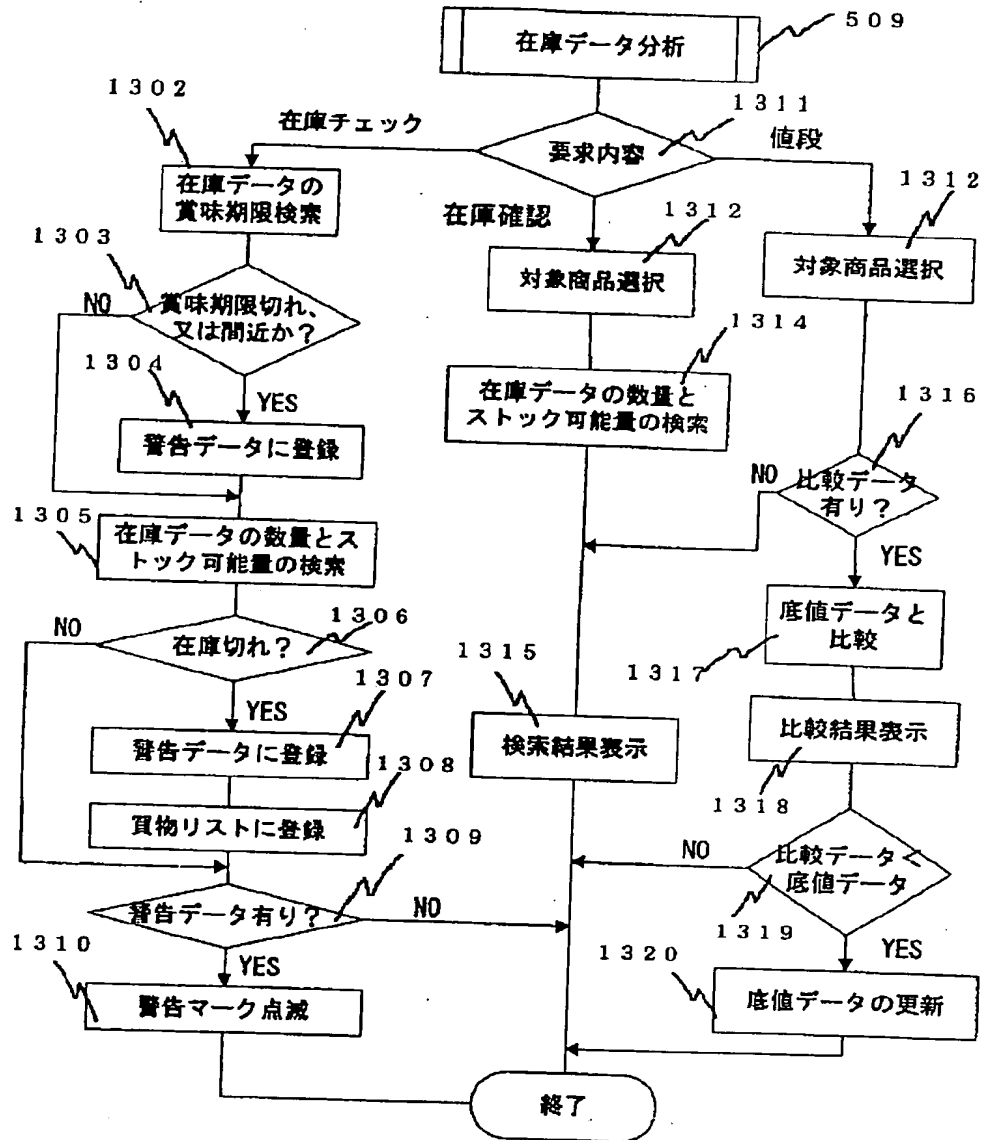 在庫データ分析
509
1302
在庫チェック
1311
要求内容
値段
在庫データの
賞味期限検索
在庫確認
1312
1312
1303
対象商品選択
対象商品選択
NO
賞味期限切れ、
又は間近か？
1314
1304
YES
在庫データの数量と
ストック可能量の検索
1316
警告データに登録
NO
比較データ
有り？
1305
在庫データの数量とス
トック可能量の検索
YES
NO
1306
在庫切れ？
底値データと
比較
1315
1317
1307
YES
警告データに登録
検索結果表示
比較結果表示
1308
1318
買物リストに登録
1309
NO
比較データ＜
底値データ
警告データ有り？
NO
1319
1310
YES
1320
YES
警告マーク点滅
底値データの更新
終了